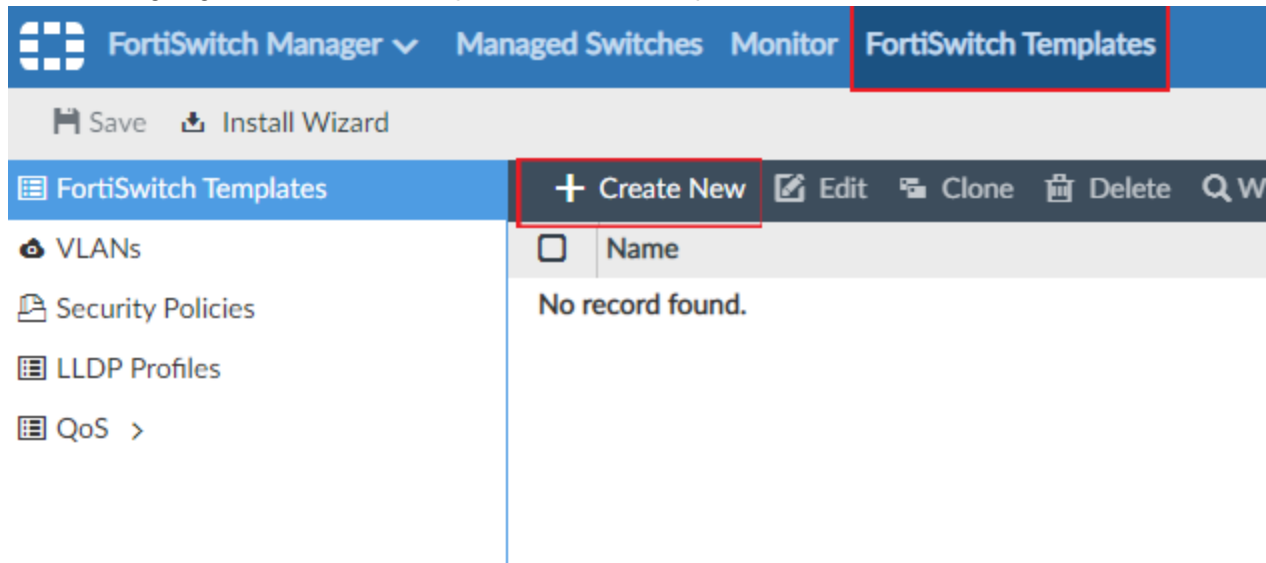 FortiSwitch Manager Managed Switches Monitor FortiSwitch Templates
Save Install Wizard
FortiSwitch Templates
+ Create New Edit Clone Delete
VLANs
Name
Security Policies
No record found.
LLDP Profiles
QoS >